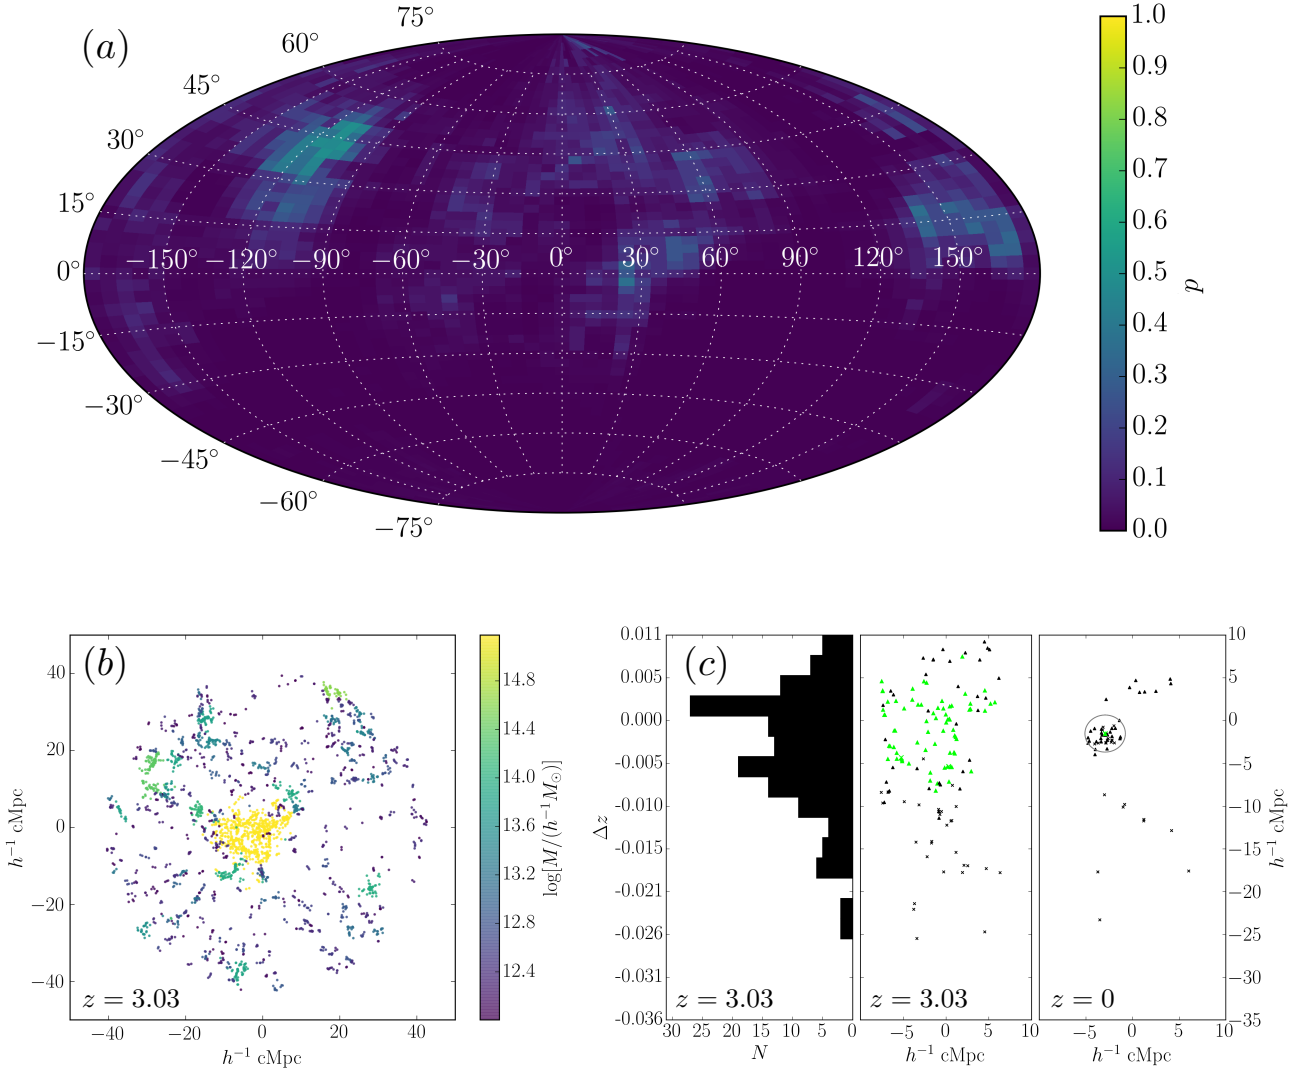 (a)
75°
60°
45°
30°
15°
0°
−15°
−30°
−45°
−60°
−75°
−150° −120° −90° −60° −30° 0° 30° 60° 90° 120° 150°
1.0
0.9
0.8
0.7
0.6
0.5
0.4
0.3
0.2
0.1
0.0
p
(b)
40
20
0
−20
−40
h⁻¹ cMpc
z = 3.03
−40 −20 0 20 40
h⁻¹ cMpc
14.8
14.4
14.0
13.6
13.2
12.8
12.4
log[M/(h⁻¹M⊙)]
(c)
0.011
0.005
0.000
-0.005
-0.010
-0.015
-0.021
-0.026
-0.031
-0.036
Δz
z = 3.03
30 25 20 15 10 5 0
N
z = 3.03
−5 0 5 10
h⁻¹ cMpc
z = 0
−5 0 5 10
h⁻¹ cMpc
10
5
0
−5
−10
−15
−20
−25
−30
−35
h⁻¹ cMpc